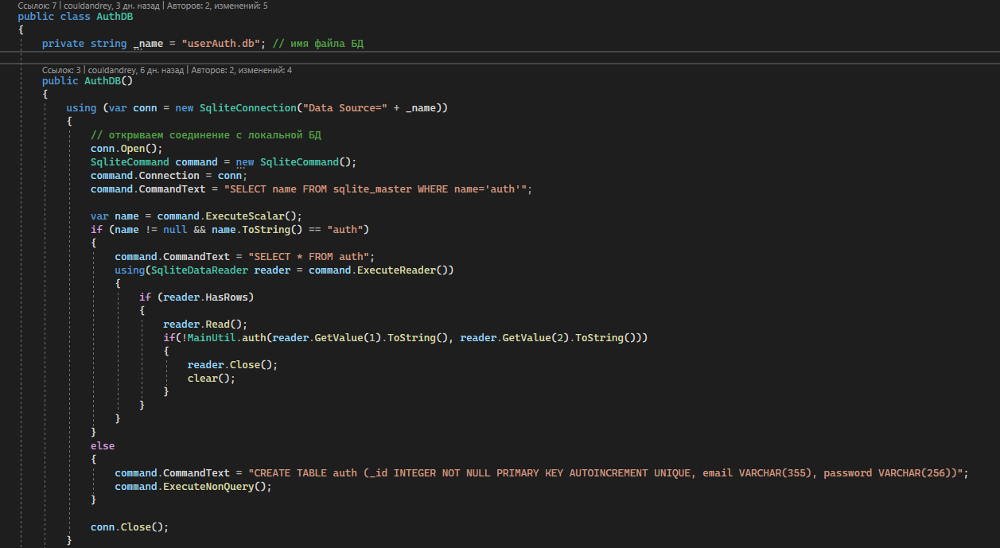 Ссылок: 7 | couldandrey, 3 дн. назад | Авторов: 2, изменений: 5
public class AuthDB
{
private string _name = "userAuth.db"; // имя файла БД
Ссылок: 3 | couldandrey, 6 дн. назад | Авторов: 2, изменений: 4
public AuthDB()
{
using (var conn = new SqliteConnection("Data Source=" + _name))
{
// открываем соединение с локальной БД
conn.Open();
SqliteCommand command = new SqliteCommand();
command.Connection = conn;
command.CommandText = "SELECT name FROM sqlite_master WHERE name='auth'";
var name = command.ExecuteScalar();
if (name != null && name.ToString() == "auth")
{
command.CommandText = "SELECT * FROM auth";
using(SqliteDataReader reader = command.ExecuteReader())
{
if (reader.HasRows)
{
reader.Read();
if(!MainUtil.auth(reader.GetValue(1).ToString(), reader.GetValue(2).ToString()))
{
reader.Close();
clear();
}
}
}
}
else
{
command.CommandText = "CREATE TABLE auth (_id INTEGER NOT NULL PRIMARY KEY AUTOINCREMENT UNIQUE, email VARCHAR(355), password VARCHAR(256))";
command.ExecuteNonQuery();
}
conn.Close();
}